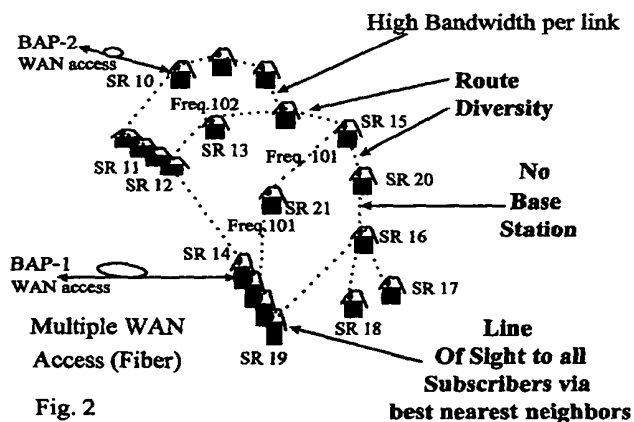 High Bandwidth per link
BAP-2
WAN access
SR 10
Freq.102
Route
Diversity
SR 15
SR 13
Freq.101
SR 11
SR 12
SR 20
No
Base
Station
SR 21
Freq.101
SR 16
SR 14
BAP-1
WAN access
SR 17
SR 18
Multiple WAN
Access (Fiber)
SR 19
Line
Of Sight to all
Subscribers via
best nearest neighbors
Fig. 2